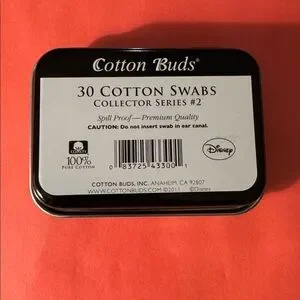 Cotton Buds®
30 COTTON SWABS
COLLECTOR SERIES #2
Spill Proof—Premium Quality
CAUTION: Do not insert swab in ear canal.
COTTON
100%
PURE COTTON
0 83725 43300 1
Disney
COTTON BUDS, INC. ANAHEIM, CA 92807
WWW.COTTONBUDS.COM ©2011 ©Disney